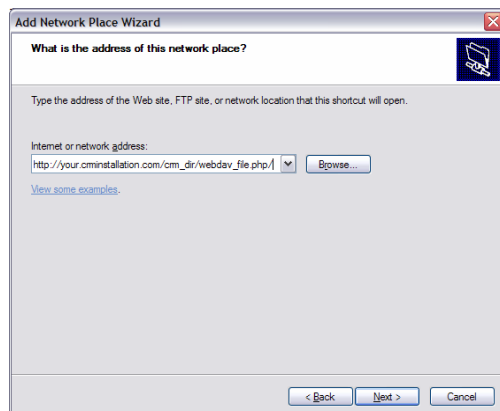 Add Network Place Wizard
What is the address of this network place?
Type the address of the Web site, FTP site, or network location that this shortcut will open.
Internet or network address:
http://your.crminstallation.com/crm_dir/webdav_file.php/
Browse...
View some examples.
< Back
Next >
Cancel